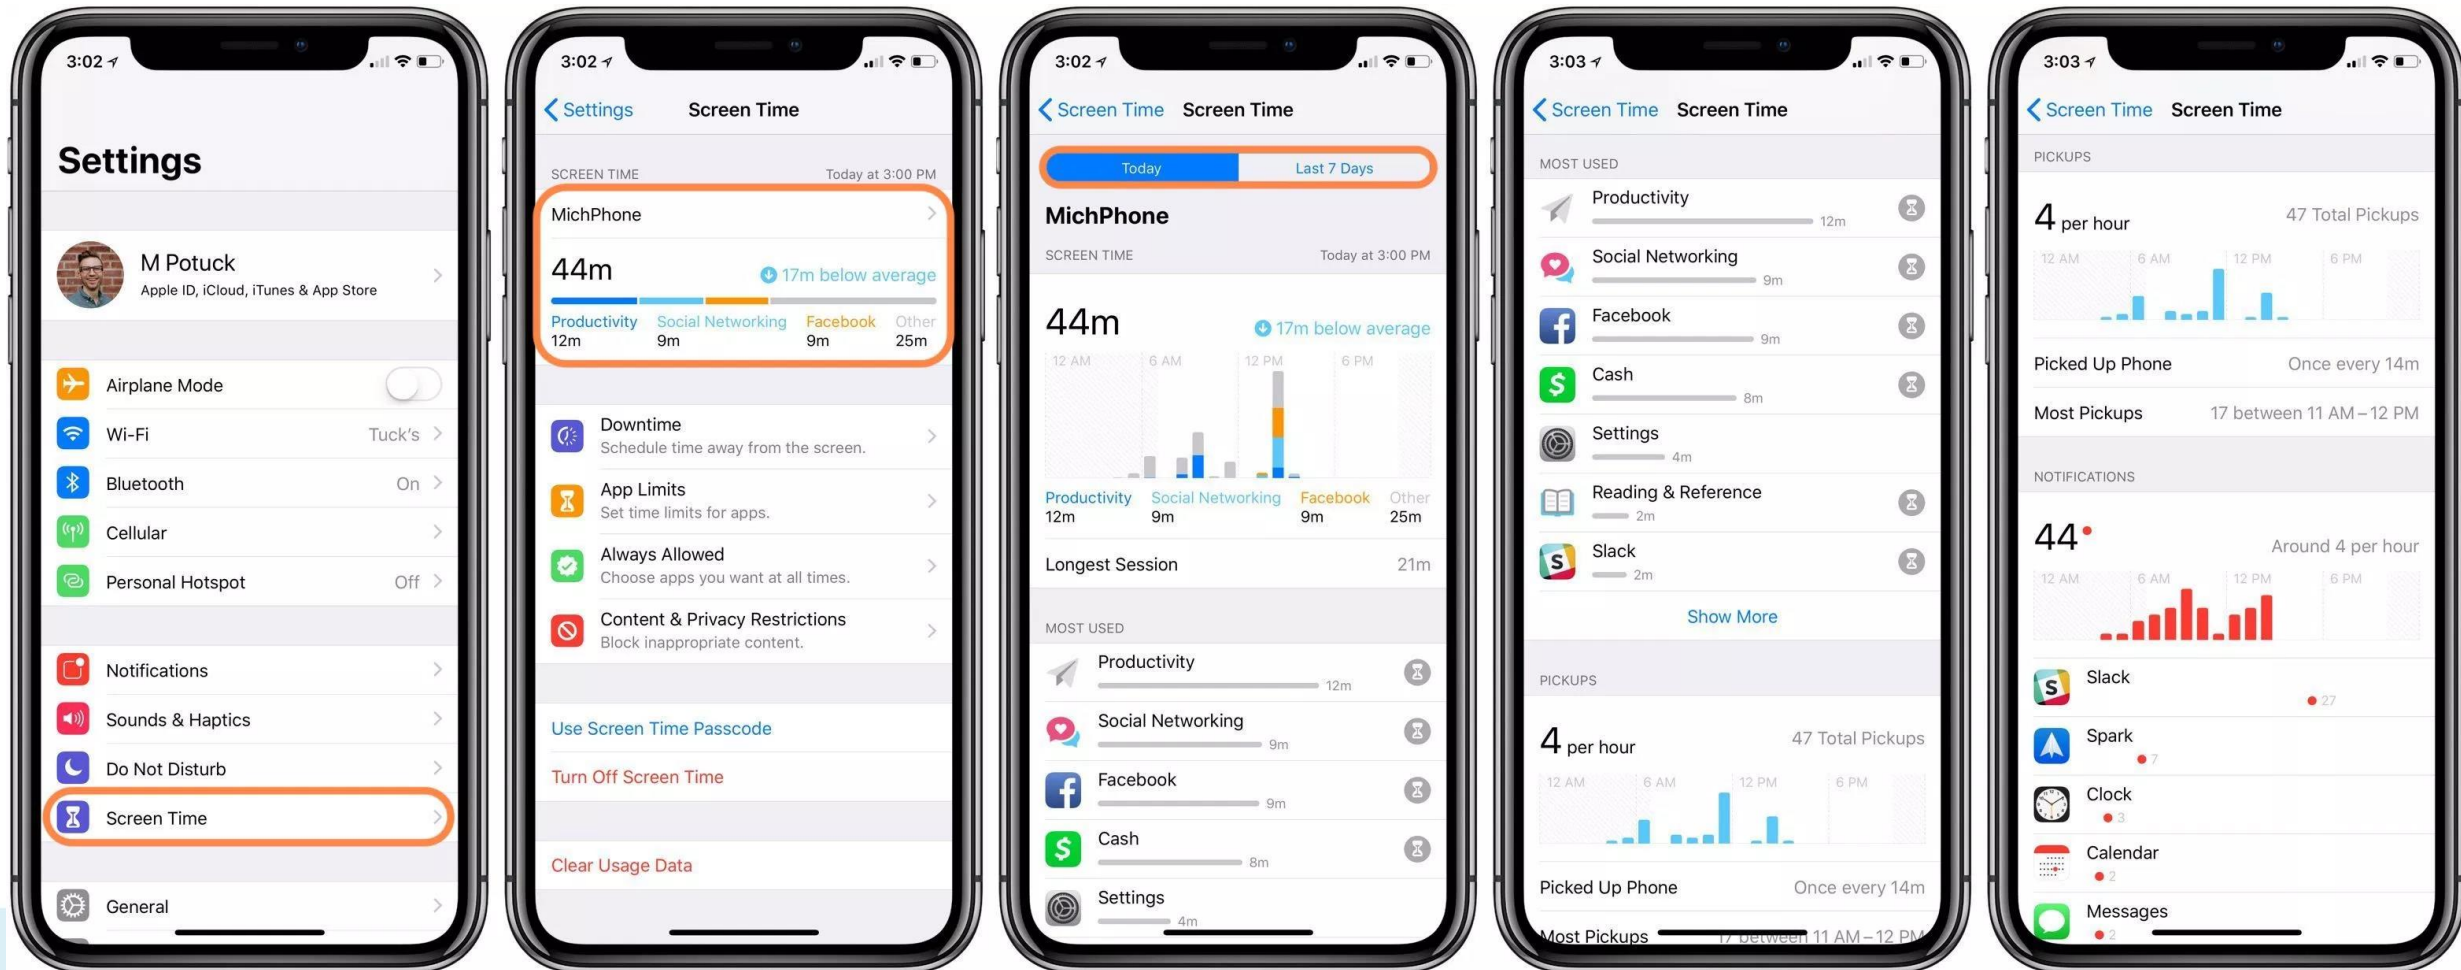 3:02
Settings
M Potuck
Apple ID, iCloud, iTunes & App Store
Airplane Mode
Wi-Fi Tuck's
Bluetooth On
Cellular
Personal Hotspot Off
Notifications
Sounds & Haptics
Do Not Disturb
Screen Time
General
3:02
Settings Screen Time
SCREEN TIME Today at 3:00 PM
MichPhone
44m 17m below average
Productivity Social Networking Facebook Other
12m 9m 9m 25m
Downtime
Schedule time away from the screen.
App Limits
Set time limits for apps.
Always Allowed
Choose apps you want at all times.
Content & Privacy Restrictions
Block inappropriate content.
Use Screen Time Passcode
Turn Off Screen Time
Clear Usage Data
3:02
Screen Time Screen Time
Today Last 7 Days
MichPhone
SCREEN TIME Today at 3:00 PM
44m 17m below average
12 AM 6 AM 12 PM 6 PM
Productivity Social Networking Facebook Other
12m 9m 9m 25m
Longest Session 21m
MOST USED
Productivity
12m
Social Networking
9m
Facebook
9m
Cash
8m
Settings
4m
3:03
Screen Time Screen Time
MOST USED
Productivity
12m
Social Networking
9m
Facebook
9m
Cash
8m
Settings
4m
Reading & Reference
2m
Slack
2m
Show More
PICKUPS
4 per hour 47 Total Pickups
12 AM 6 AM 12 PM 6 PM
Picked Up Phone Once every 14m
Most Pickups 17 between 11 AM – 12 PM
3:03
Screen Time Screen Time
PICKUPS
4 per hour 47 Total Pickups
12 AM 6 AM 12 PM 6 PM
Picked Up Phone Once every 14m
Most Pickups 17 between 11 AM – 12 PM
NOTIFICATIONS
44 Around 4 per hour
12 AM 6 AM 12 PM 6 PM
Slack
27
Spark
7
Clock
3
Calendar
2
Messages
2